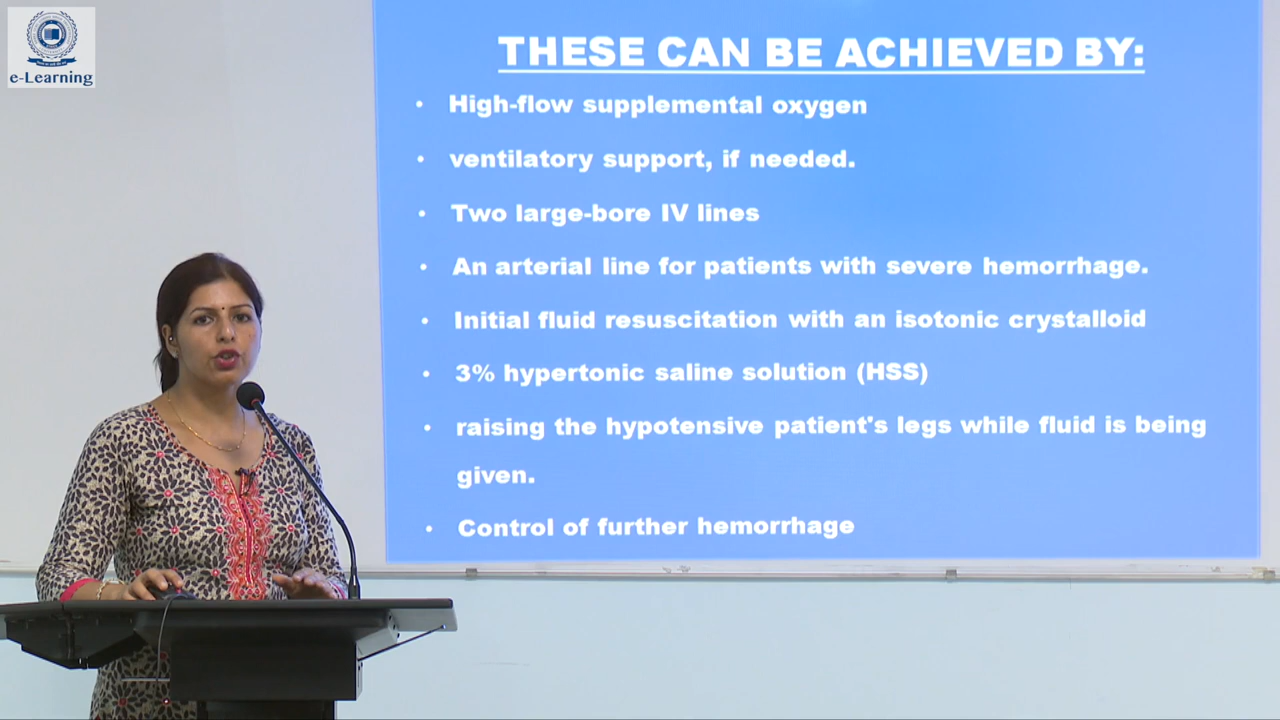 e-Learning
THESE CAN BE ACHIEVED BY:
• High-flow supplemental oxygen
• ventilatory support, if needed.
• Two large-bore IV lines
• An arterial line for patients with severe hemorrhage.
• Initial fluid resuscitation with an isotonic crystalloid
• 3% hypertonic saline solution (HSS)
• raising the hypotensive patient's legs while fluid is being
given.
• Control of further hemorrhage